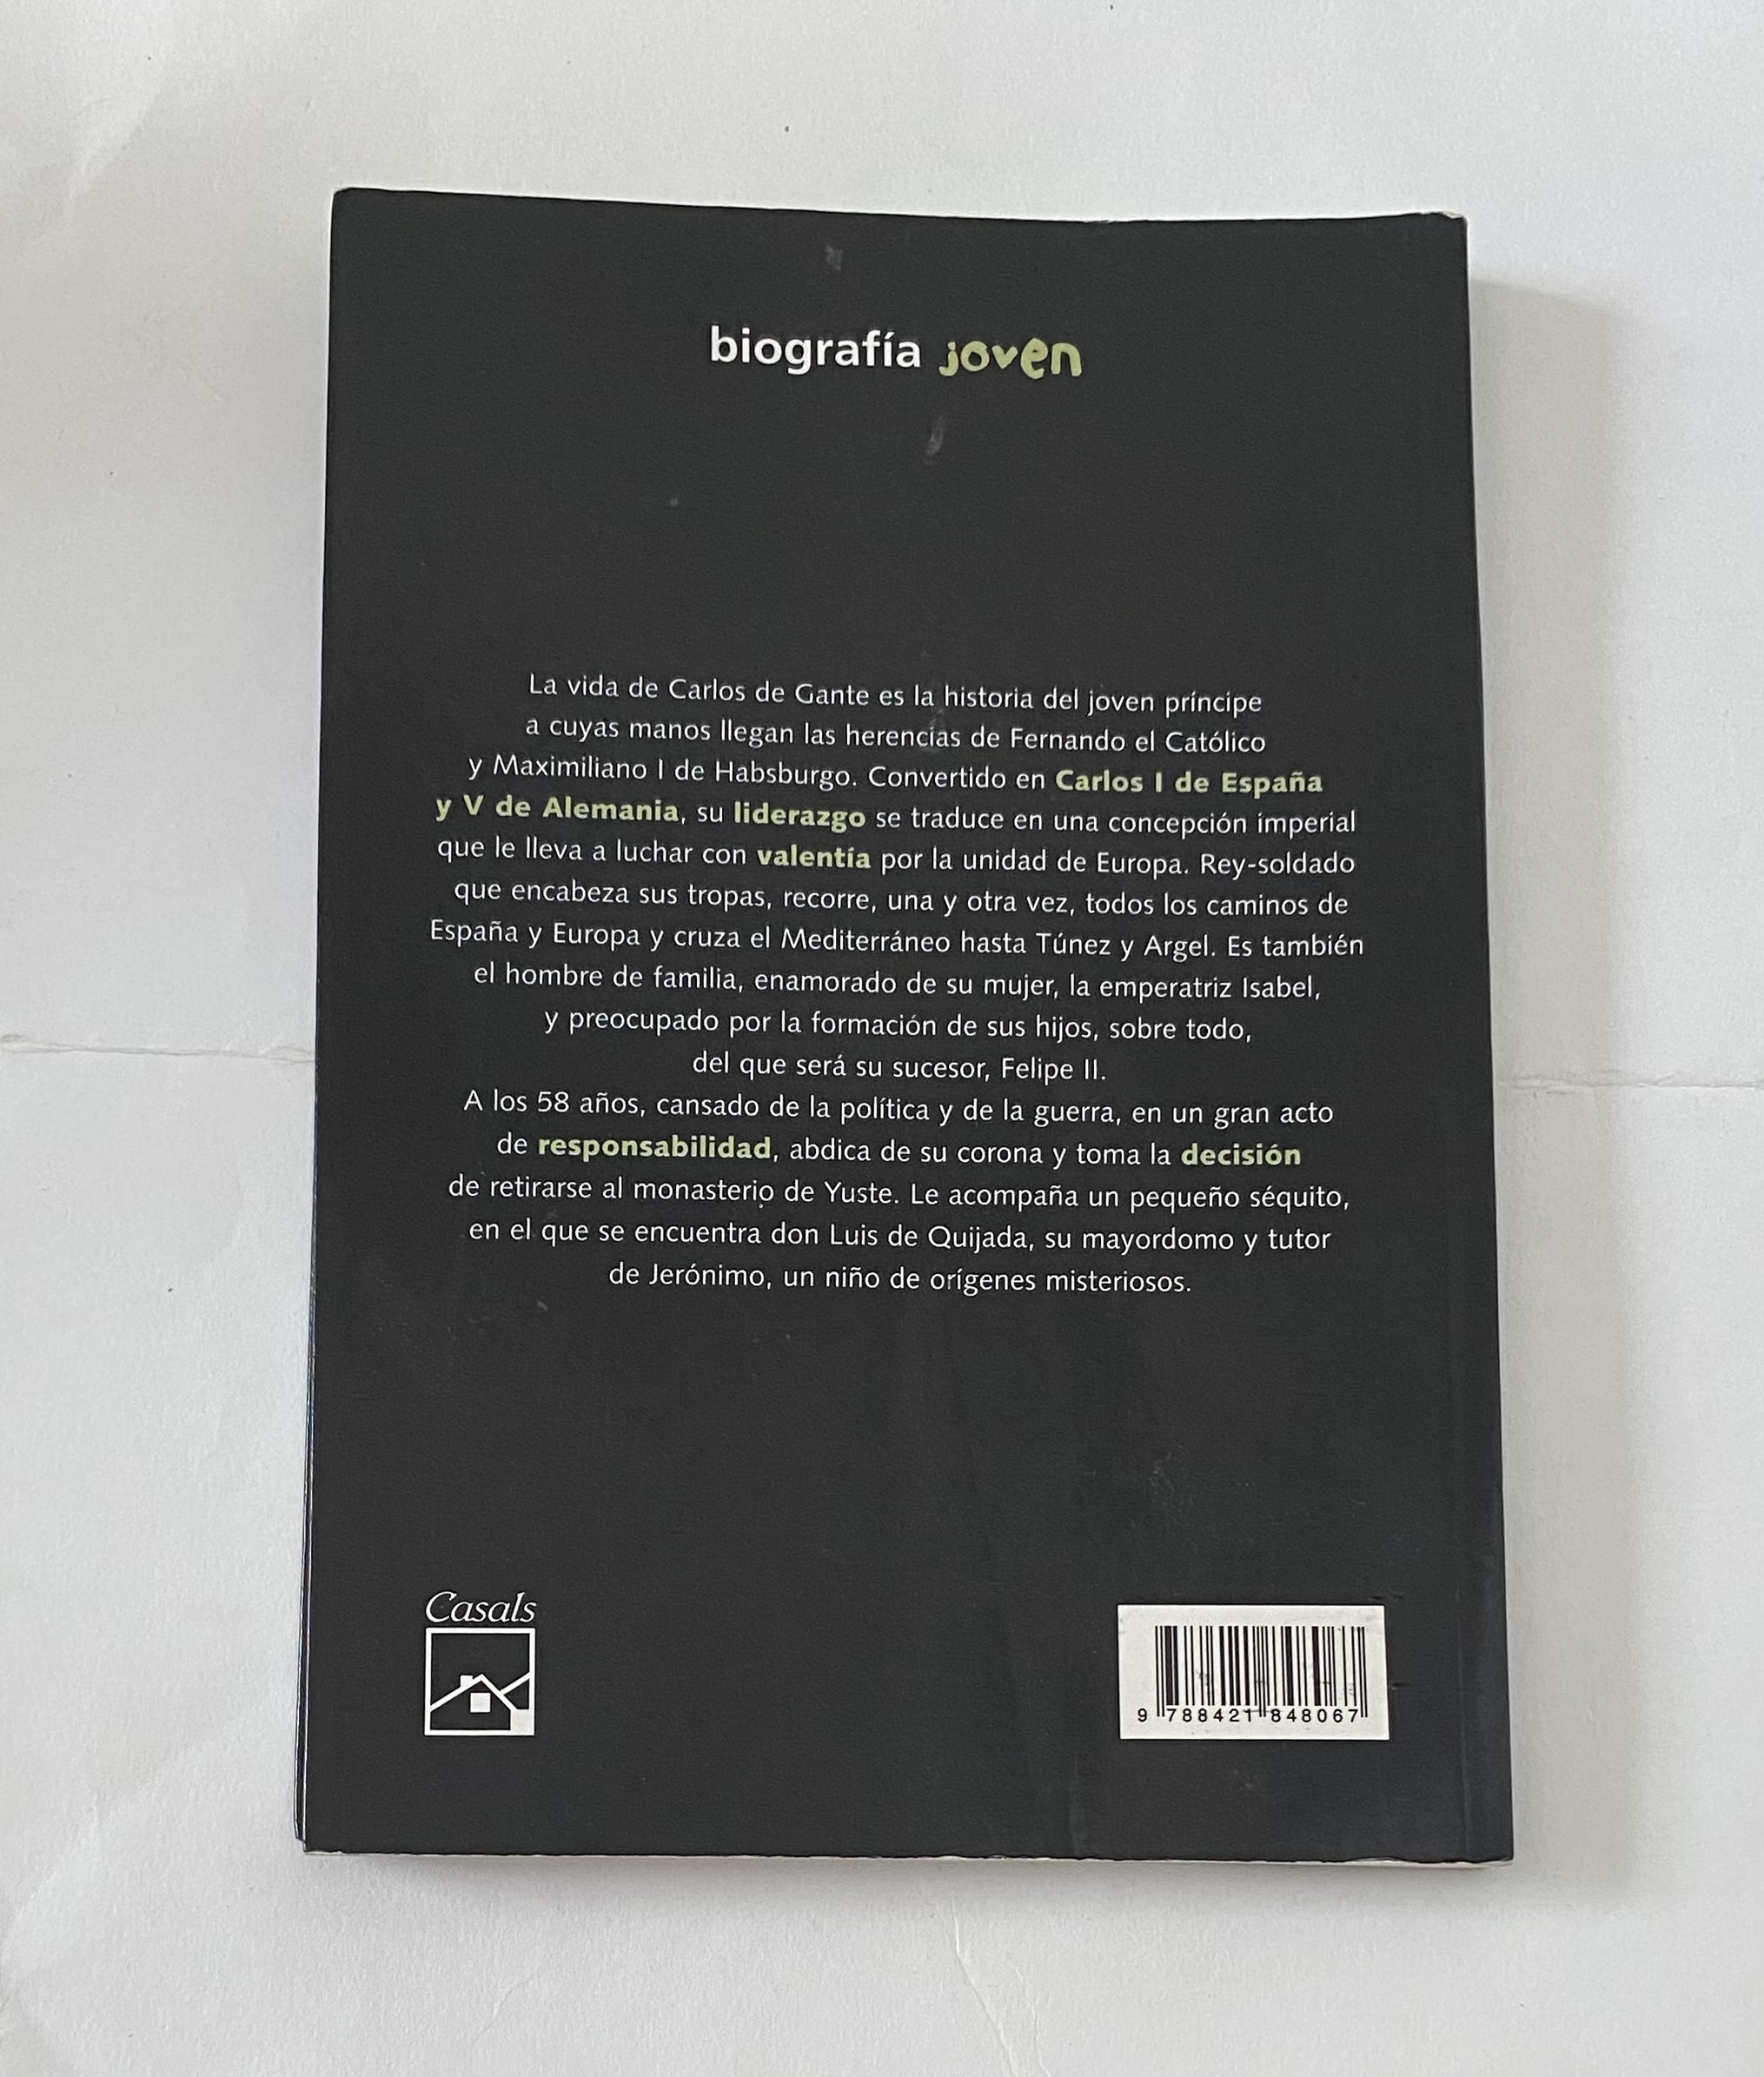 biografía joven
La vida de Carlos de Gante es la historia del joven príncipe
a cuyas manos llegan las herencias de Fernando el Católico
y Maximiliano I de Habsburgo. Convertido en Carlos I de España
y V de Alemania, su liderazgo se traduce en una concepción imperial
que le lleva a luchar con valentía por la unidad de Europa. Rey-soldado
que encabeza sus tropas, recorre, una y otra vez, todos los caminos de
España y Europa y cruza el Mediterráneo hasta Túnez y Argel. Es también
el hombre de familia, enamorado de su mujer, la emperatriz Isabel,
y preocupado por la formación de sus hijos, sobre todo,
del que será su sucesor, Felipe II.
A los 58 años, cansado de la política y de la guerra, en un gran acto
de responsabilidad, abdica de su corona y toma la decisión
de retirarse al monasterio de Yuste. Le acompaña un pequeño séquito,
en el que se encuentra don Luis de Quijada, su mayordomo y tutor
de Jerónimo, un niño de orígenes misteriosos.
Casals
9 788421 848067